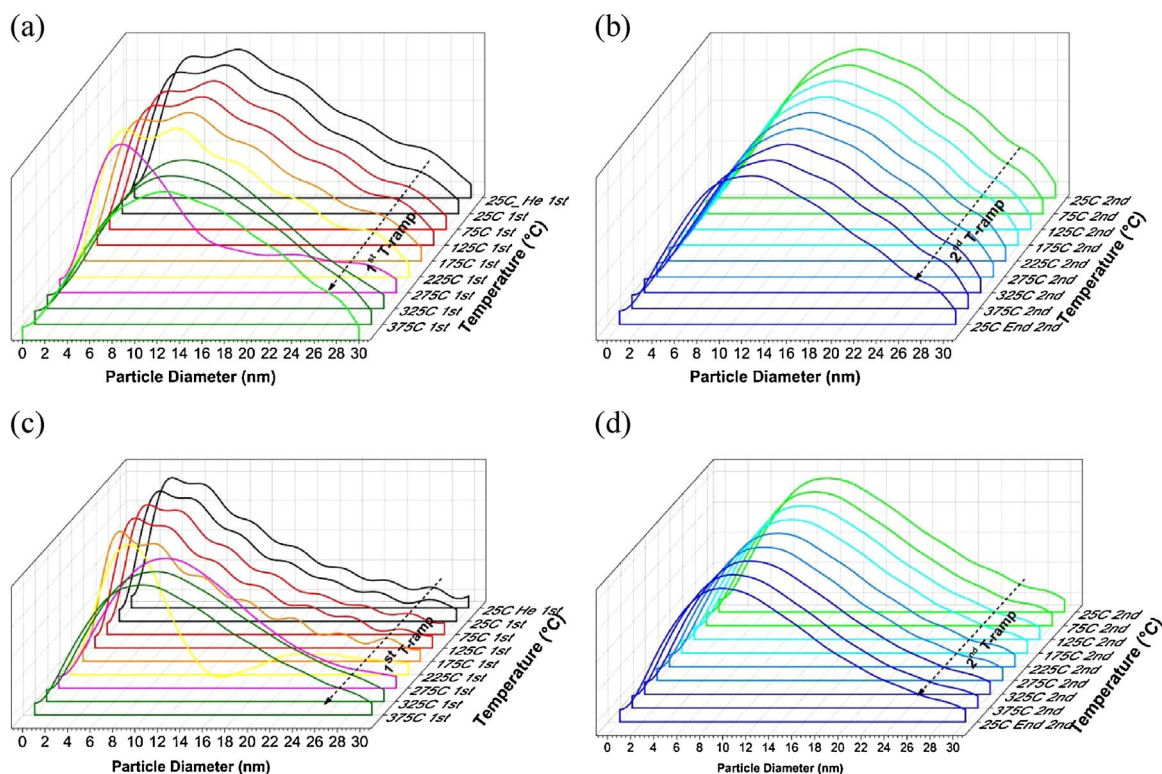 (a)
25C_He 1st
25C 1st
75C 1st
125C 1st
175C 1st
225C 1st
275C 1st
325C 1st
375C 1st
1st T-ramp
Temperature (°C)
0 2 4 6 8 10 12 14 16 18 20 22 24 26 28 30
Particle Diameter (nm)
(b)
25C 2nd
75C 2nd
125C 2nd
175C 2nd
225C 2nd
275C 2nd
325C 2nd
375C 2nd
25C End 2nd
2nd T-ramp
Temperature (°C)
0 2 4 6 8 10 12 14 16 18 20 22 24 26 28 30
Particle Diameter (nm)
(c)
25C He 1st
25C 1st
75C 1st
125C 1st
175C 1st
225C 1st
275C 1st
325C 1st
375C 1st
1st T-ramp
Temperature (°C)
0 2 4 6 8 10 12 14 16 18 20 22 24 26 28 30
Particle Diameter (nm)
(d)
25C 2nd
75C 2nd
125C 2nd
175C 2nd
225C 2nd
275C 2nd
325C 2nd
375C 2nd
25C End 2nd
2nd T-ramp
Temperature (°C)
0 2 4 6 8 10 12 14 16 18 20 22 24 26 28 30
Particle Diameter (nm)